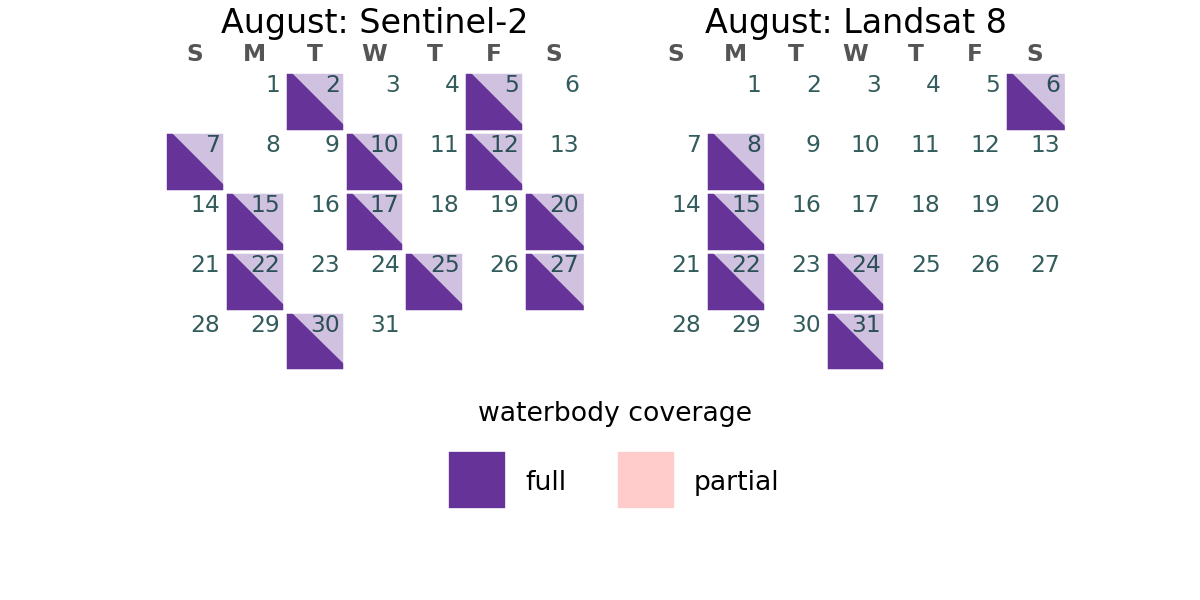 August: Sentinel-2
S M T W T F S
1 2 3 4 5 6
7 8 9 10 11 12 13
14 15 16 17 18 19 20
21 22 23 24 25 26 27
28 29 30 31
August: Landsat 8
S M T W T F S
1 2 3 4 5 6
7 8 9 10 11 12 13
14 15 16 17 18 19 20
21 22 23 24 25 26 27
28 29 30 31
waterbody coverage
full partial